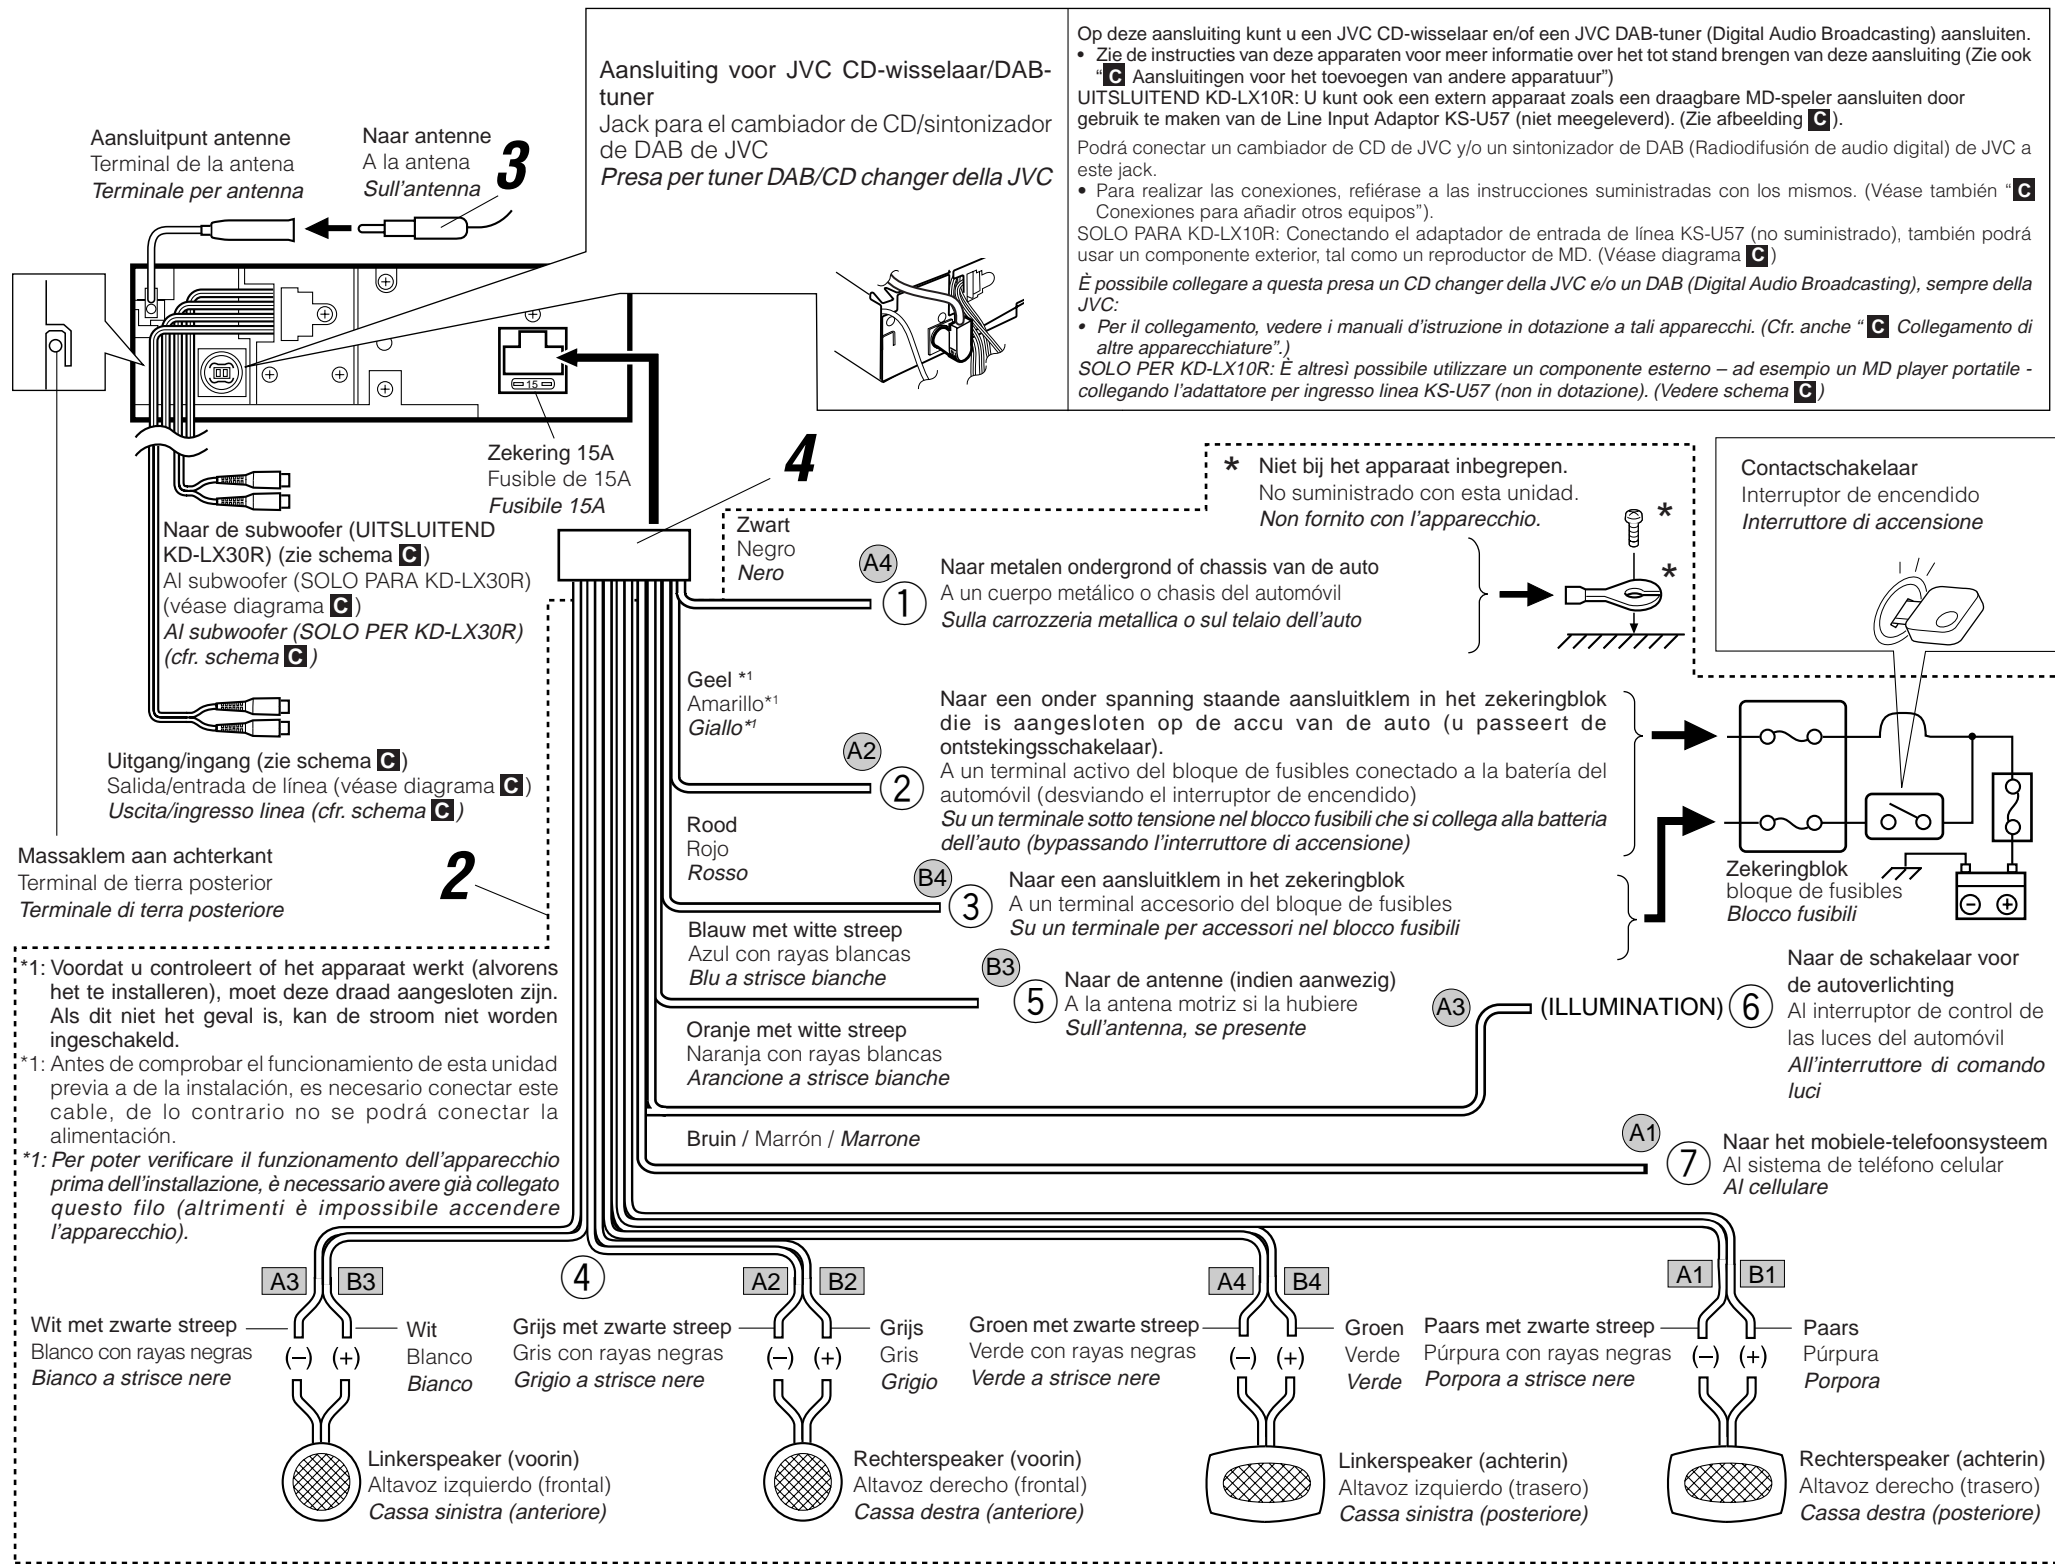 Aansluitpunt antenne
Terminal de la antena
Terminale per antenna
Naar antenne
A la antena
Sull'antenna
3
Aansluiting voor JVC CD-wisselaar/DAB-
tuner
Jack para el cambiador de CD/sintonizador
de DAB de JVC
Presa per tuner DAB/CD changer della JVC
Op deze aansluiting kunt u een JVC CD-wisselaar en/of een JVC DAB-tuner (Digital Audio Broadcasting) aansluiten.
• Zie de instructies van deze apparaten voor meer informatie over het tot stand brengen van deze aansluiting (Zie ook
"C Aansluitingen voor het toevoegen van andere apparatuur")
UITSLUITEND KD-LX10R: U kunt ook een extern apparaat zoals een draagbare MD-speler aansluiten door
gebruik te maken van de Line Input Adaptor KS-U57 (niet meegeleverd). (Zie afbeelding C).
Podrá conectar un cambiador de CD de JVC y/o un sintonizador de DAB (Radiodifusión de audio digital) de JVC a
este jack.
• Para realizar las conexiones, refiérase a las instrucciones suministradas con los mismos. (Véase también "C
Conexiones para añadir otros equipos").
SOLO PARA KD-LX10R: Conectando el adaptador de entrada de línea KS-U57 (no suministrado), también podrá
usar un componente exterior, tal como un reproductor de MD. (Véase diagrama C)
È possibile collegare a questa presa un CD changer della JVC e/o un DAB (Digital Audio Broadcasting), sempre della
JVC:
• Per il collegamento, vedere i manuali d'istruzione in dotazione a tali apparecchi. (Cfr. anche "C Collegamento di
altre apparecchiature".)
SOLO PER KD-LX10R: È altresì possibile utilizzare un componente esterno – ad esempio un MD player portatile -
collegando l'adattatore per ingresso linea KS-U57 (non in dotazione). (Vedere schema C)
15
Zekering 15A
Fusible de 15A
Fusibile 15A
4
* Niet bij het apparaat inbegrepen.
No suministrado con esta unidad.
Non fornito con l'apparecchio.
*
*
Contactschakelaar
Interruptor de encendido
Interruttore di accensione
Naar de subwoofer (UITSLUITEND
KD-LX30R) (zie schema C)
Al subwoofer (SOLO PARA KD-LX30R)
(véase diagrama C)
Al subwoofer (SOLO PER KD-LX30R)
(cfr. schema C)
Zwart
Negro
Nero
A4
1
Naar metalen ondergrond of chassis van de auto
A un cuerpo metálico o chasis del automóvil
Sulla carrozzeria metallica o sul telaio dell'auto
Uitgang/ingang (zie schema C)
Salida/entrada de línea (véase diagrama C)
Uscita/ingresso linea (cfr. schema C)
Geel *1
Amarillo*1
Giallo*1
A2
2
Naar een onder spanning staande aansluitklem in het zekeringblok
die is aangesloten op de accu van de auto (u passeert de
ontstekingsschakelaar).
A un terminal activo del bloque de fusibles conectado a la batería del
automóvil (desviando el interruptor de encendido)
Su un terminale sotto tensione nel blocco fusibili che si collega alla batteria
dell'auto (bypassando l'interruttore di accensione)
Massaklem aan achterkant
Terminal de tierra posterior
Terminale di terra posteriore
2
Rood
Rojo
Rosso
B4
3
Naar een aansluitklem in het zekeringblok
A un terminal accesorio del bloque de fusibles
Su un terminale per accessori nel blocco fusibili
Zekeringblok
bloque de fusibles
Blocco fusibili
⊖ ⊕
Blauw met witte streep
Azul con rayas blancas
Blu a strisce bianche
B3
5
Naar de antenne (indien aanwezig)
A la antena motriz si la hubiere
Sull'antenna, se presente
Oranje met witte streep
Naranja con rayas blancas
Arancione a strisce bianche
A3
(ILLUMINATION) 6
Naar de schakelaar voor
de autoverlichting
Al interruptor de control de
las luces del automóvil
All'interruttore di comando
luci
*1: Voordat u controleert of het apparaat werkt (alvorens
het te installeren), moet deze draad aangesloten zijn.
Als dit niet het geval is, kan de stroom niet worden
ingeschakeld.
*1: Antes de comprobar el funcionamiento de esta unidad
previa a de la instalación, es necesario conectar este
cable, de lo contrario no se podrá conectar la
alimentación.
*1: Per poter verificare il funzionamento dell'apparecchio
prima dell'installazione, è necessario avere già collegato
questo filo (altrimenti è impossibile accendere
l'apparecchio).
Bruin / Marrón / Marrone
A1
7
Naar het mobiele-telefoonsysteem
Al sistema de teléfono celular
Al cellulare
A3 B3
4
A2 B2
A4 B4
A1 B1
Wit met zwarte streep
Blanco con rayas negras
Bianco a strisce nere
(–) (+)
Wit
Blanco
Bianco
Grijs met zwarte streep
Gris con rayas negras
Grigio a strisce nere
(–) (+)
Grijs
Gris
Grigio
Groen met zwarte streep
Verde con rayas negras
Verde a strisce nere
(–) (+)
Groen
Verde
Verde
Paars met zwarte streep
Púrpura con rayas negras
Porpora a strisce nere
(–) (+)
Paars
Púrpura
Porpora
Linkerspeaker (voorin)
Altavoz izquierdo (frontal)
Cassa sinistra (anteriore)
Rechterspeaker (voorin)
Altavoz derecho (frontal)
Cassa destra (anteriore)
Linkerspeaker (achterin)
Altavoz izquierdo (trasero)
Cassa sinistra (posteriore)
Rechterspeaker (achterin)
Altavoz derecho (trasero)
Cassa destra (posteriore)